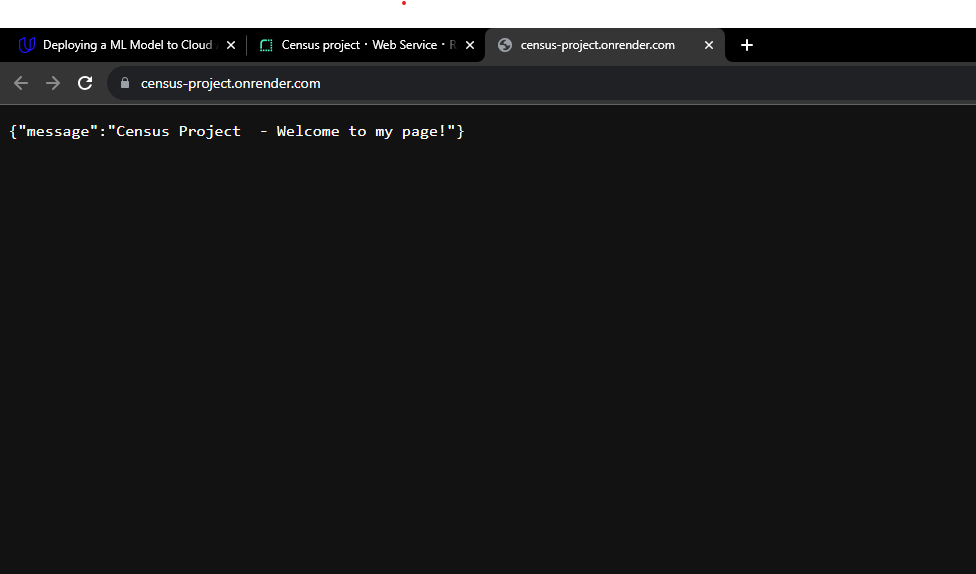 Deploying a ML Model to Cloud
Census project · Web Service · R
census-project.onrender.com
census-project.onrender.com
{"message":"Census Project  - Welcome to my page!"}